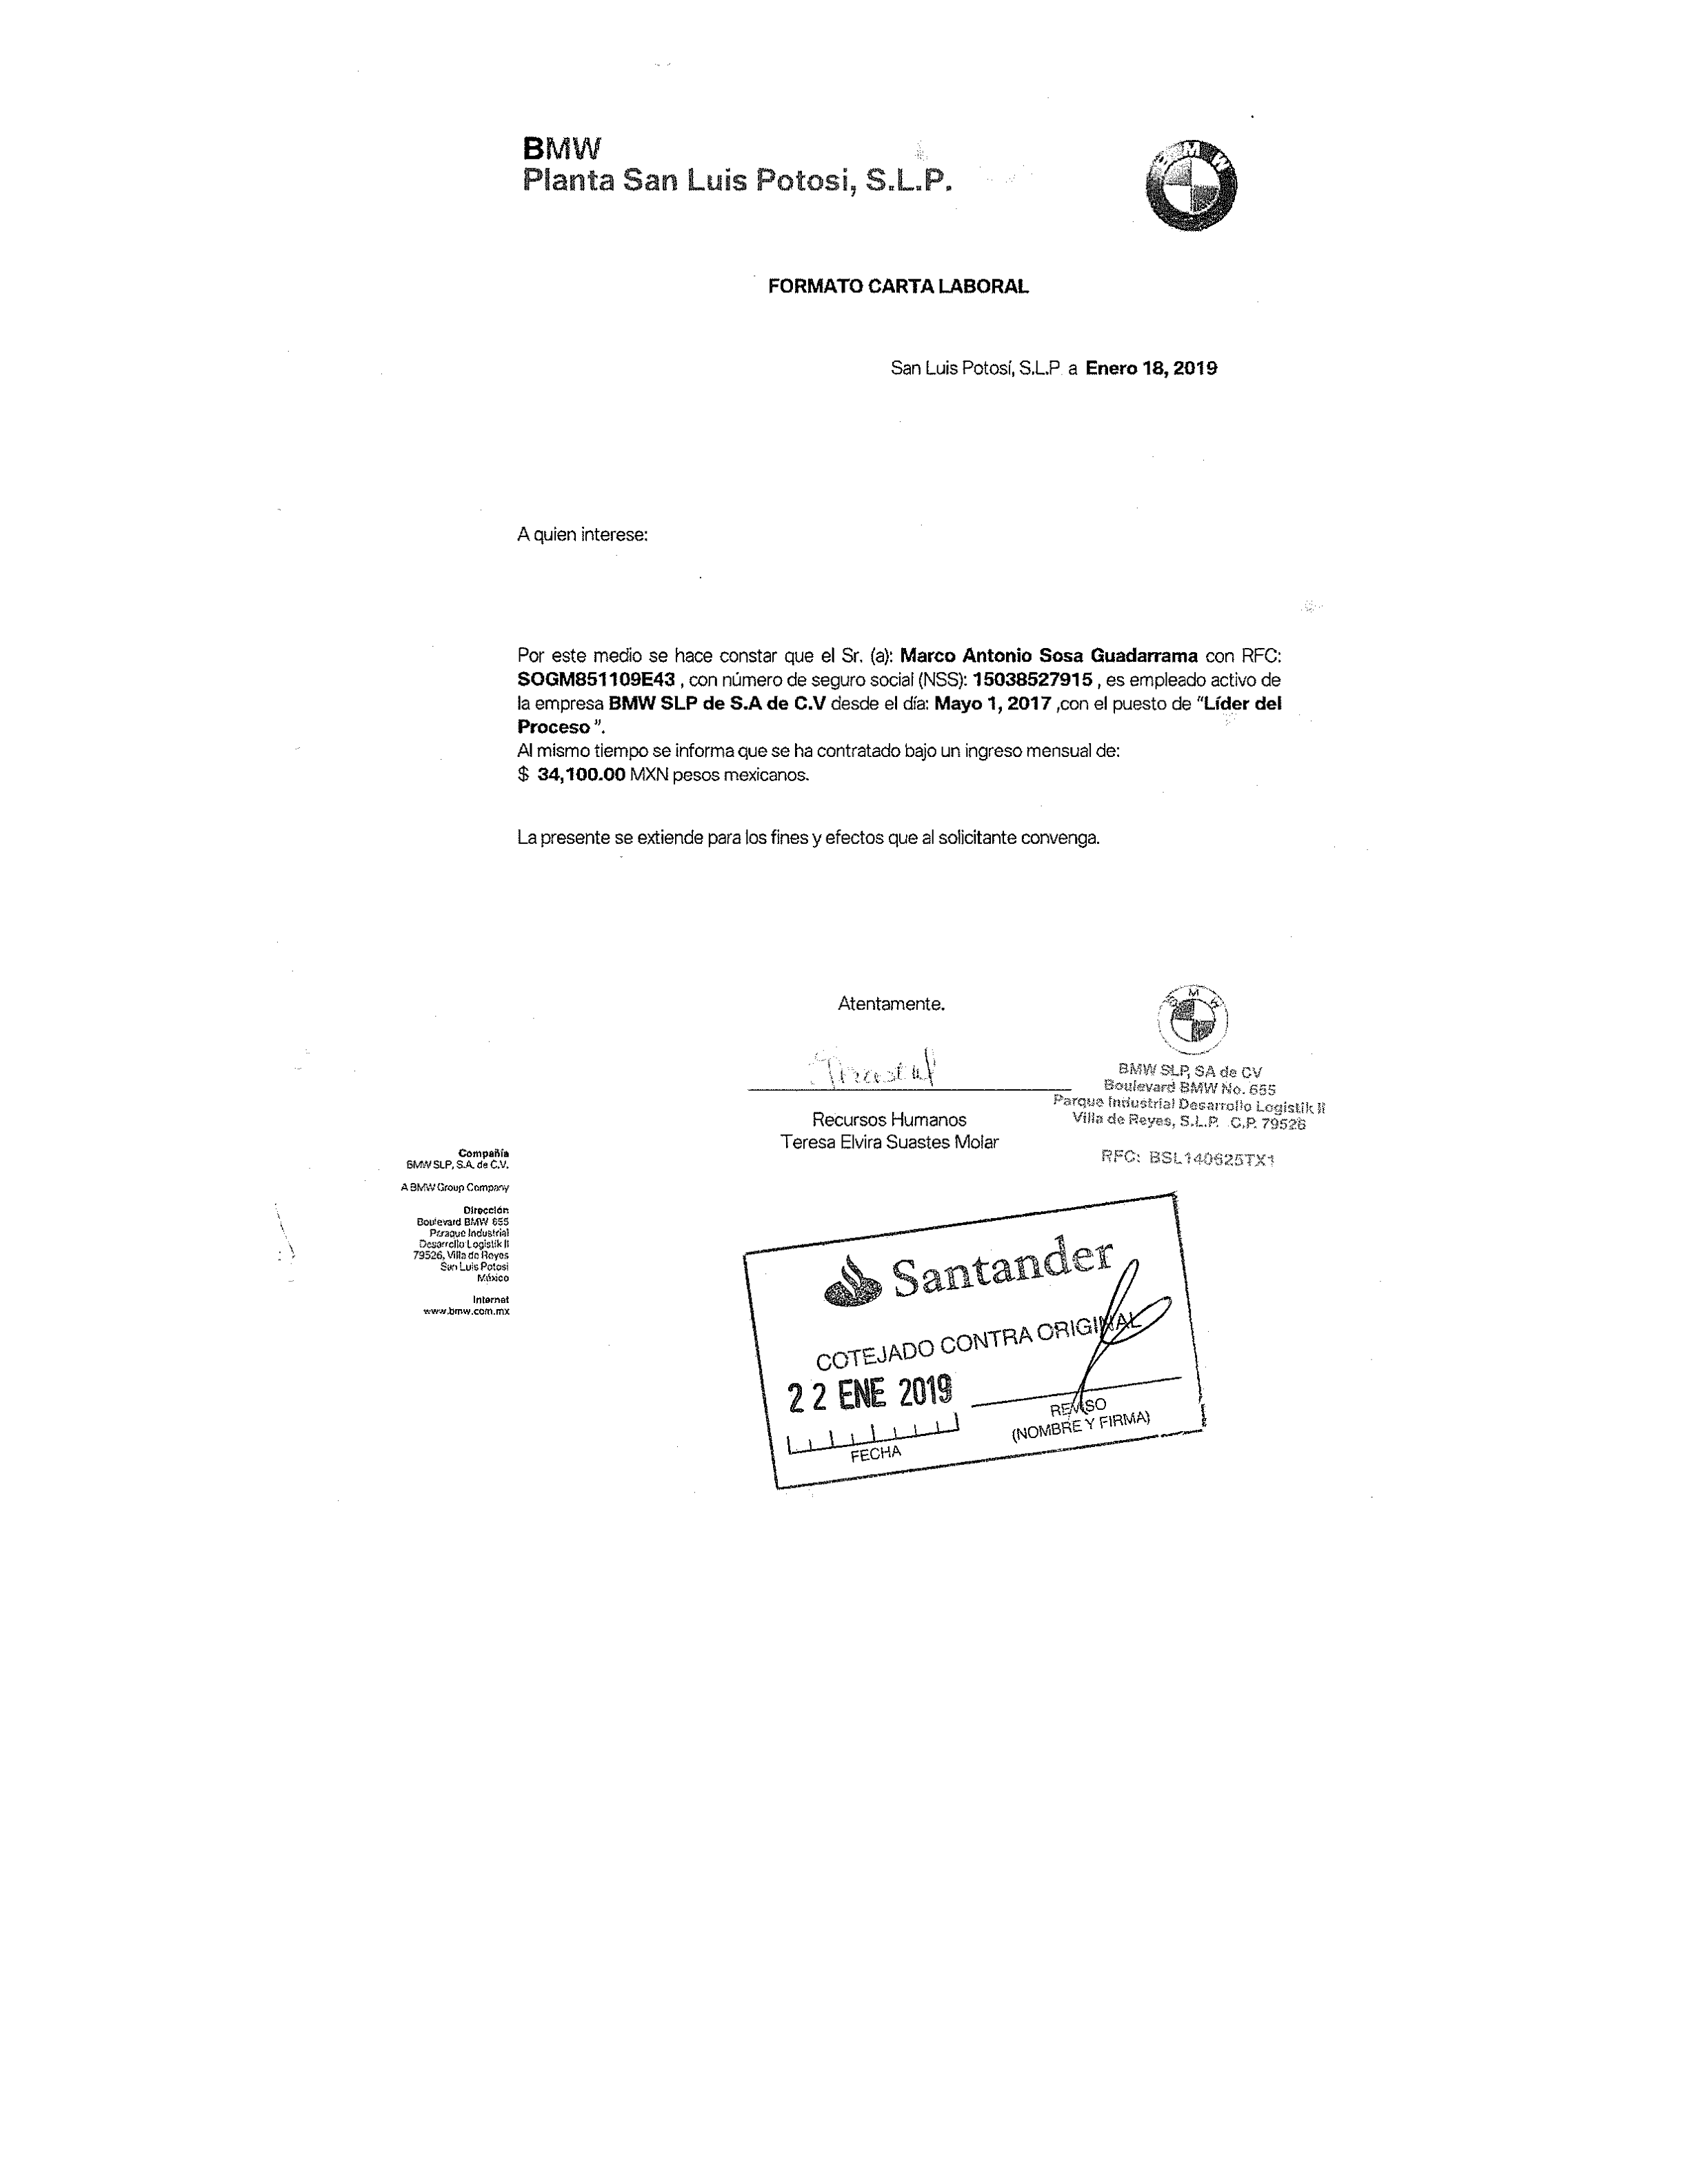 BMW
Planta San Luis Potosi, S.L.P.
BMW
FORMATO CARTA LABORAL
San Luis Potosí, S.L.P. a Enero 18, 2019
A quien interese:
Por este medio se hace constar que el Sr. (a): Marco Antonio Sosa Guadarrama con RFC:
SOGM851109E43 , con número de seguro social (NSS): 15038527915 , es empleado activo de
la empresa BMW SLP de S.A de C.V desde el día: Mayo 1, 2017 ,con el puesto de “Líder del
Proceso ”.
Al mismo tiempo se informa que se ha contratado bajo un ingreso mensual de:
$ 34,100.00 MXN pesos mexicanos.
La presente se extiende para los fines y efectos que al solicitante convenga.
Atentamente.
Recursos Humanos
Teresa Elvira Suastes Molar
BMW
BMW SLP, SA de CV
Boulevard BMW No. 655
Parque Industrial Desarrollo Logistik II
Villa de Reyes, S.L.P. C.P. 79526
RFC: BSL140625TX1
Compañía
BMW SLP, S.A. de C.V.
A BMW Group Company
Dirección
Boulevard BMW 655
Paraque Industrial
Desarrollo Logistik II
79526, Villa de Reyes
San Luis Potosi
México
Internet
www.bmw.com.mx
Santander
COTEJADO CONTRA ORIGINAL
22 ENE 2019
FECHA
REVISO
(NOMBRE Y FIRMA)